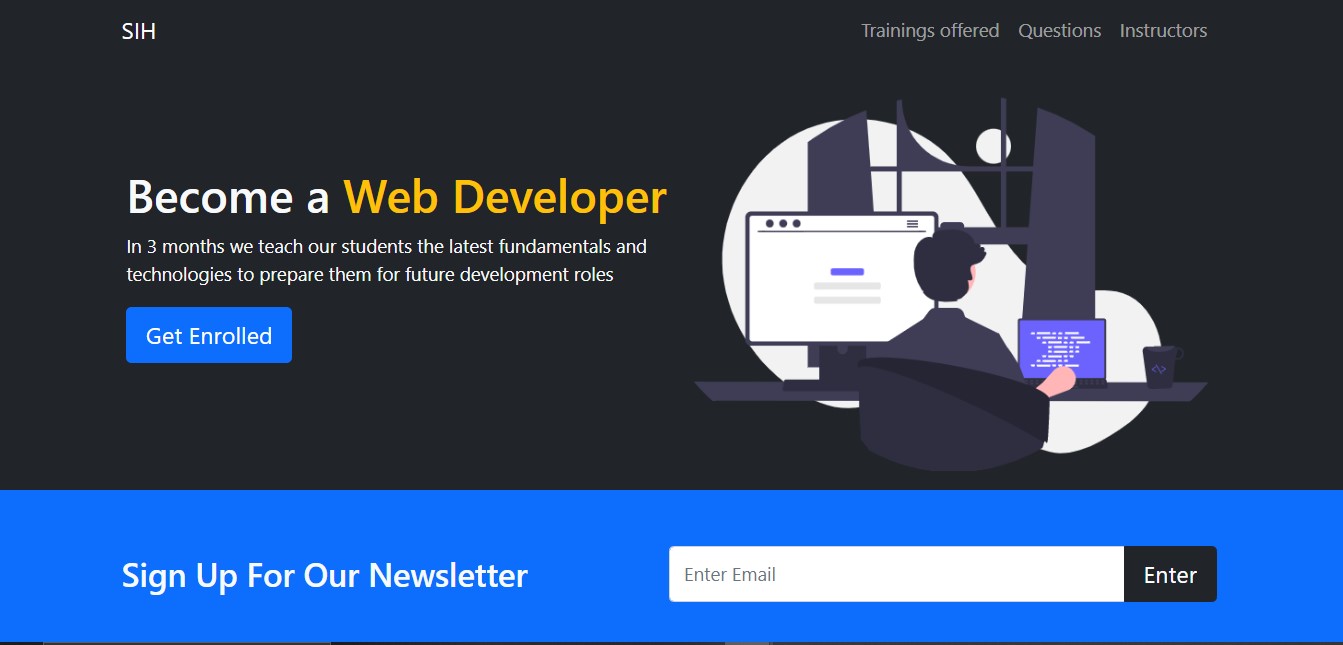 SIH
Trainings offered Questions Instructors
Become a Web Developer
In 3 months we teach our students the latest fundamentals and
technologies to prepare them for future development roles
Get Enrolled
Sign Up For Our Newsletter
Enter Email
Enter